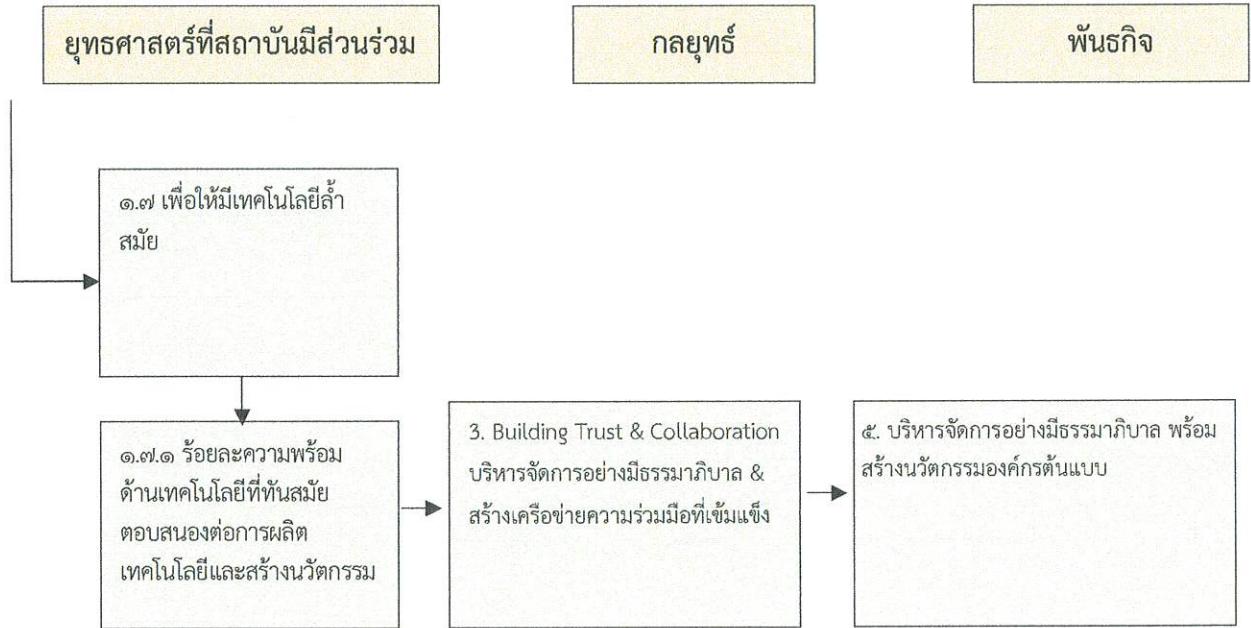 ยุทธศาสตร์ที่สถาบันมีส่วนร่วม
กลยุทธ์
พันธกิจ
๑.๗ เพื่อให้มีเทคโนโลยีล้ำ
สมัย
๑.๗.๑ ร้อยละความพร้อม
ด้านเทคโนโลยีที่ทันสมัย
ตอบสนองต่อการผลิต
เทคโนโลยีและสร้างนวัตกรรม
3. Building Trust & Collaboration
บริหารจัดการอย่างมีธรรมาภิบาล &
สร้างเครือข่ายความร่วมมือที่เข้มแข็ง
๕. บริหารจัดการอย่างมีธรรมาภิบาล พร้อม
สร้างนวัตกรรมองค์กรต้นแบบ